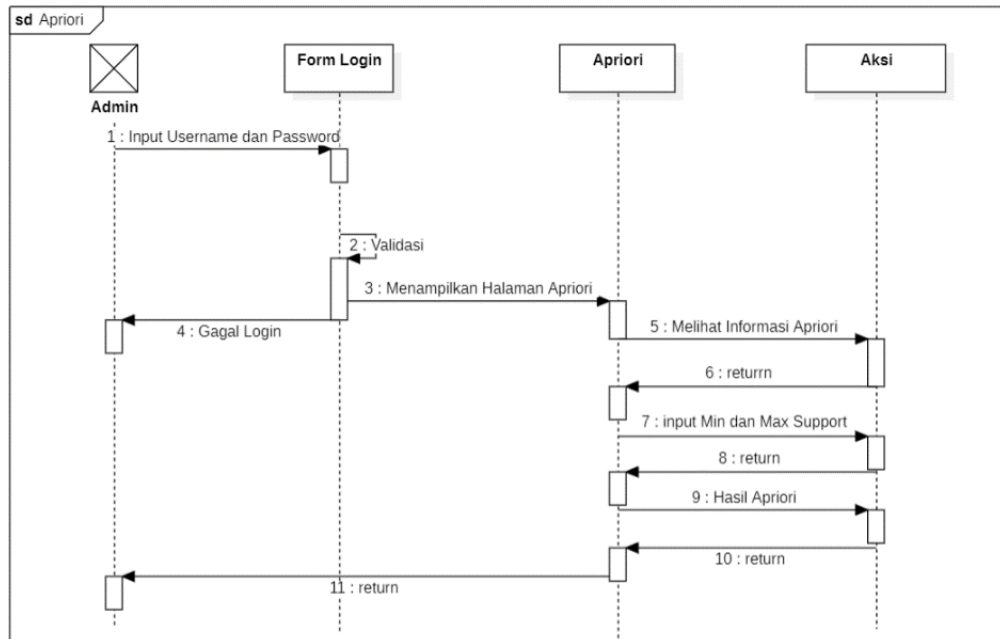 sd Apriori
Admin
Form Login
Apriori
Aksi
1 : Input Username dan Password
2 : Validasi
3 : Menampilkan Halaman Apriori
4 : Gagal Login
5 : Melihat Informasi Apriori
6 : returrn
7 : input Min dan Max Support
8 : return
9 : Hasil Apriori
10 : return
11 : return